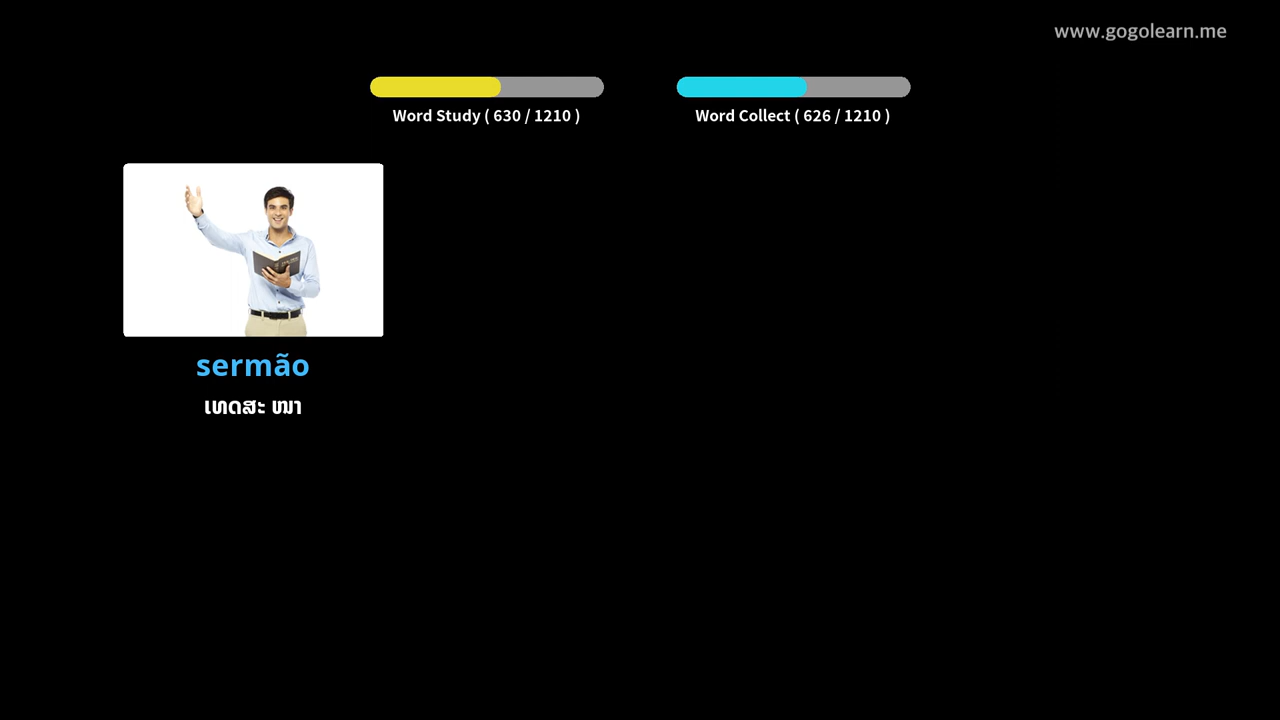 www.gogolearn.me
Word Study ( 630 / 1210 )
Word Collect ( 626 / 1210 )
sermão
ເທດສະ ໜາ